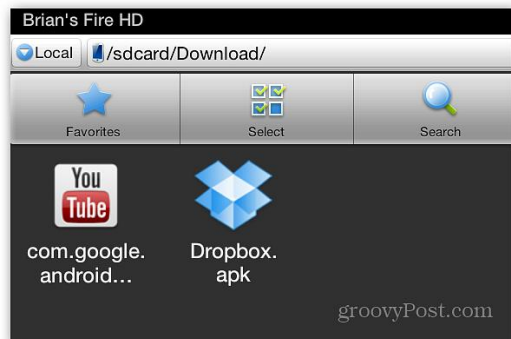 Brian's Fire HD
Local /sdcard/Download/
Favorites Select Search
You
Tube
com.google. Dropbox.
android... apk
groovyPost.com